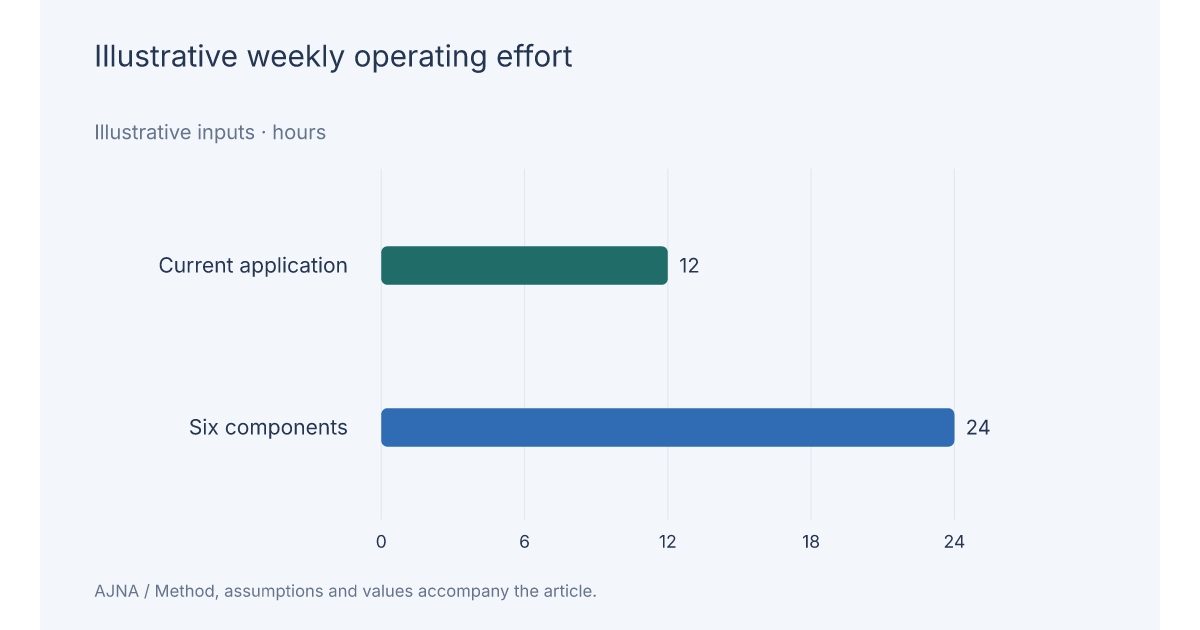 Illustrative weekly operating effort
Illustrative inputs · hours
Current application 12
Six components 24
0 6 12 18 24
AJNA / Method, assumptions and values accompany the article.